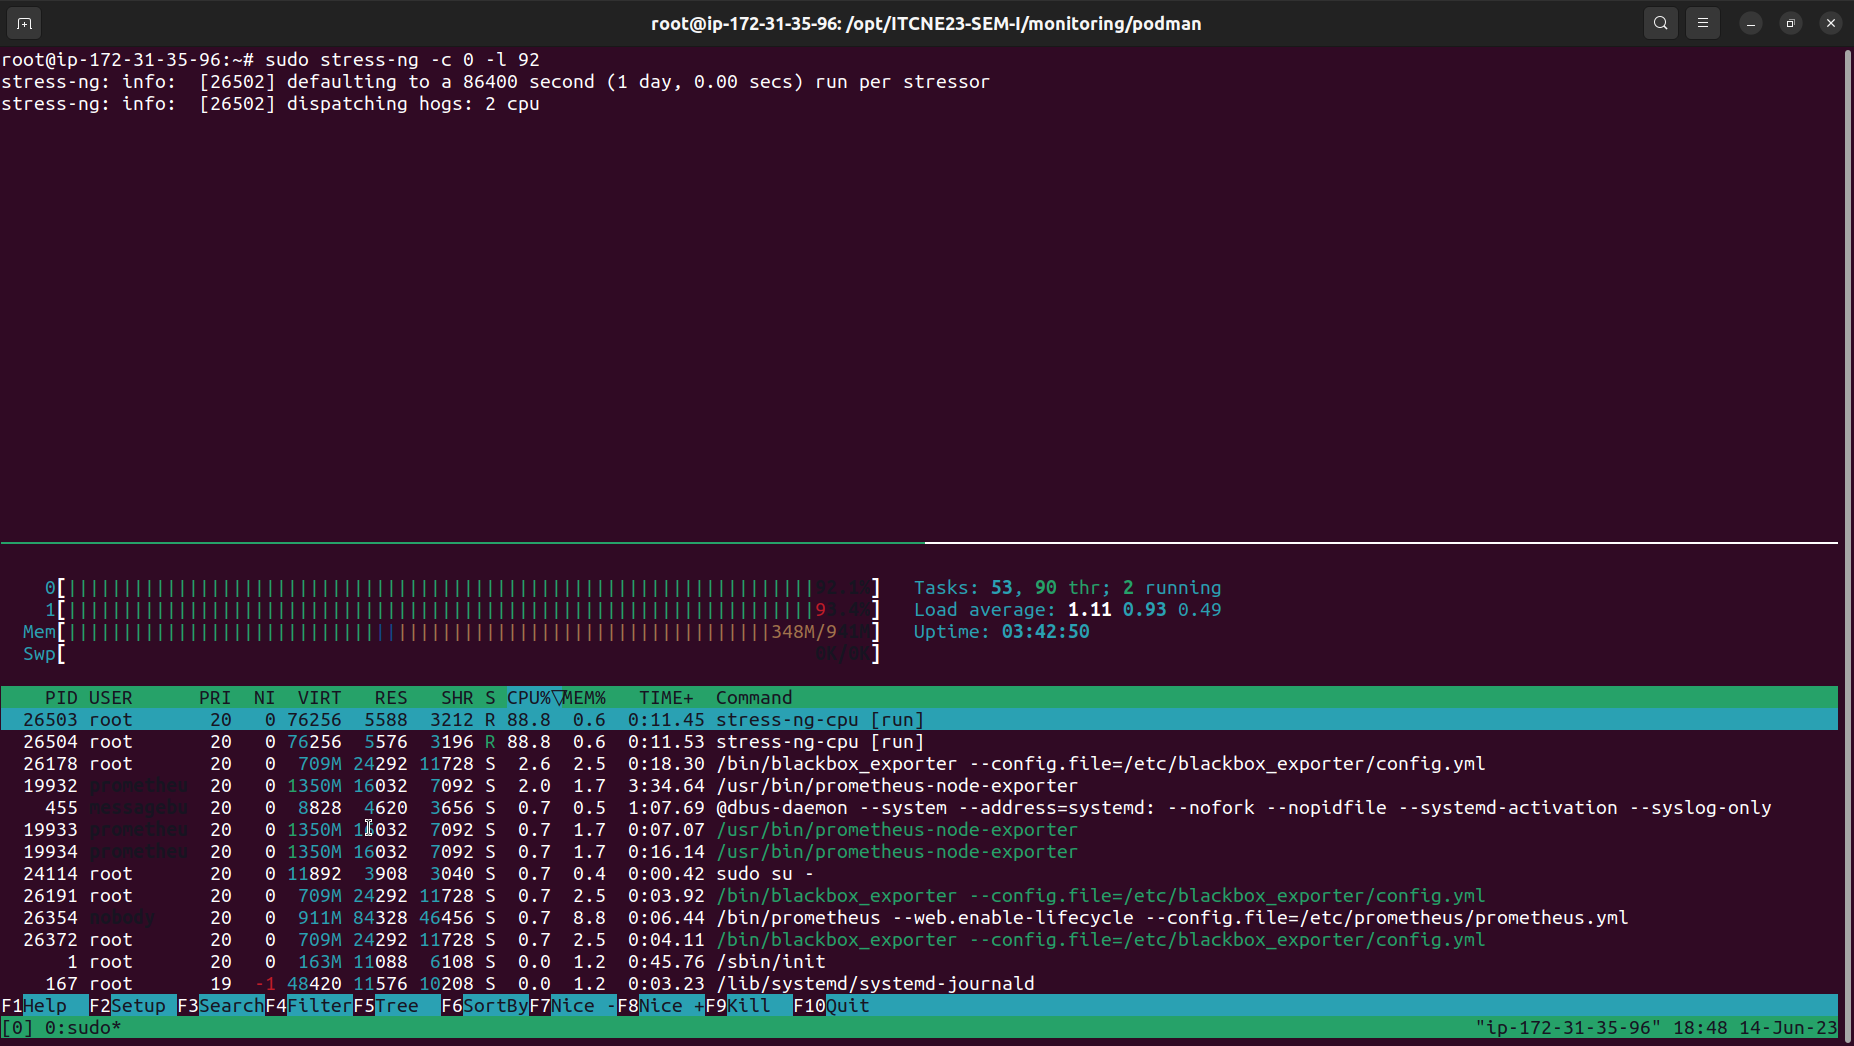 root@ip-172-31-35-96: /opt/ITCNE23-SEM-I/monitoring/podman
root@ip-172-31-35-96:~# sudo stress-ng -c 0 -l 92
stress-ng: info:  [26502] defaulting to a 86400 second (1 day, 0.00 secs) run per stressor
stress-ng: info:  [26502] dispatching hogs: 2 cpu
0[ ] Tasks: 53, 90 thr; 2 running
1[ ] Load average: 1.11 0.93 0.49
Mem[ 348M/9 ] Uptime: 03:42:50
Swp[ 0K/0K]
PID USER PRI NI VIRT RES SHR S CPU%▽MEM% TIME+ Command
26503 root 20 0 76256 5588 3212 R 88.8 0.6 0:11.45 stress-ng-cpu [run]
26504 root 20 0 76256 5576 3196 R 88.8 0.6 0:11.53 stress-ng-cpu [run]
26178 root 20 0 709M 24292 11728 S 2.6 2.5 0:18.30 /bin/blackbox_exporter --config.file=/etc/blackbox_exporter/config.yml
19932 prometheu 20 0 1350M 16032 7092 S 2.0 1.7 3:34.64 /usr/bin/prometheus-node-exporter
455 messagebu 20 0 8828 4620 3656 S 0.7 0.5 1:07.69 @dbus-daemon --system --address=systemd: --nofork --nopidfile --systemd-activation --syslog-only
19933 prometheu 20 0 1350M 16032 7092 S 0.7 1.7 0:07.07 /usr/bin/prometheus-node-exporter
19934 prometheu 20 0 1350M 16032 7092 S 0.7 1.7 0:16.14 /usr/bin/prometheus-node-exporter
24114 root 20 0 11892 3908 3040 S 0.7 0.4 0:00.42 sudo su -
26191 root 20 0 709M 24292 11728 S 0.7 2.5 0:03.92 /bin/blackbox_exporter --config.file=/etc/blackbox_exporter/config.yml
26354 nobody 20 0 911M 84328 46456 S 0.7 8.8 0:06.44 /bin/prometheus --web.enable-lifecycle --config.file=/etc/prometheus/prometheus.yml
26372 root 20 0 709M 24292 11728 S 0.7 2.5 0:04.11 /bin/blackbox_exporter --config.file=/etc/blackbox_exporter/config.yml
1 root 20 0 163M 11088 6108 S 0.0 1.2 0:45.76 /sbin/init
167 root 19 -1 48420 11576 10208 S 0.0 1.2 0:03.23 /lib/systemd/systemd-journald
F1Help F2Setup F3SearchF4FilterF5Tree F6SortByF7Nice -F8Nice +F9Kill F10Quit
[0] 0:sudo* "ip-172-31-35-96" 18:48 14-Jun-23